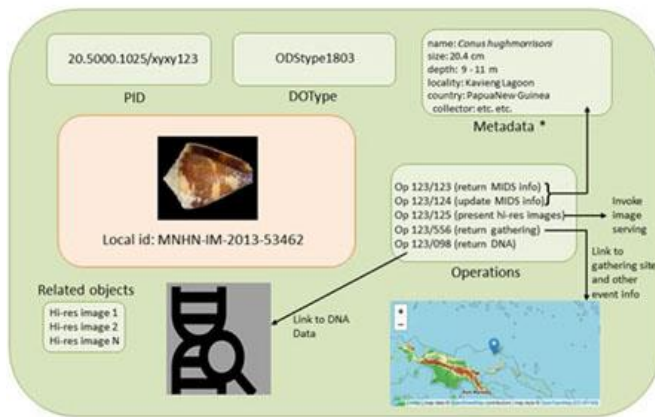 20.5000.1025/xyxy123
PID
ODStype1803
DOType
name: Conus hughmorrisoni
size: 20.4 cm
depth: 9 - 11 m
locality: Kavieng Lagoon
country: PapuaNew Guinea
collector: etc. etc.
Metadata *
Local id: MNHN-IM-2013-53462
Op 123/123 (return MIDS info)
Op 123/124 (update MIDS info)
Op 123/125 (present hi-res images)
Op 123/556 (return gathering)
Op 123/098 (return DNA)
Operations
Invoke
image
serving
Link to
gathering site
and other
event info
Related objects
Hi-res image 1
Hi-res image 2
Hi-res image N
Link to DNA
Data
+
−